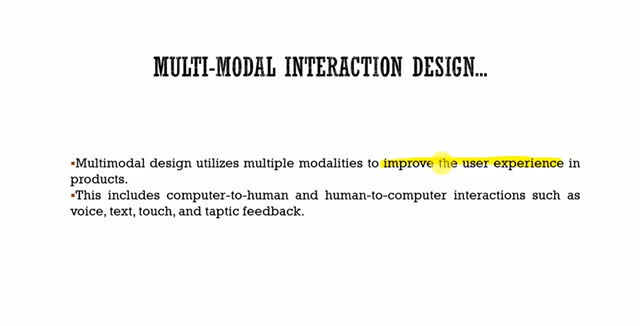 MULTI-MODAL INTERACTION DESIGN...
▪Multimodal design utilizes multiple modalities to improve the user experience in
products.
▪This includes computer-to-human and human-to-computer interactions such as
voice, text, touch, and taptic feedback.